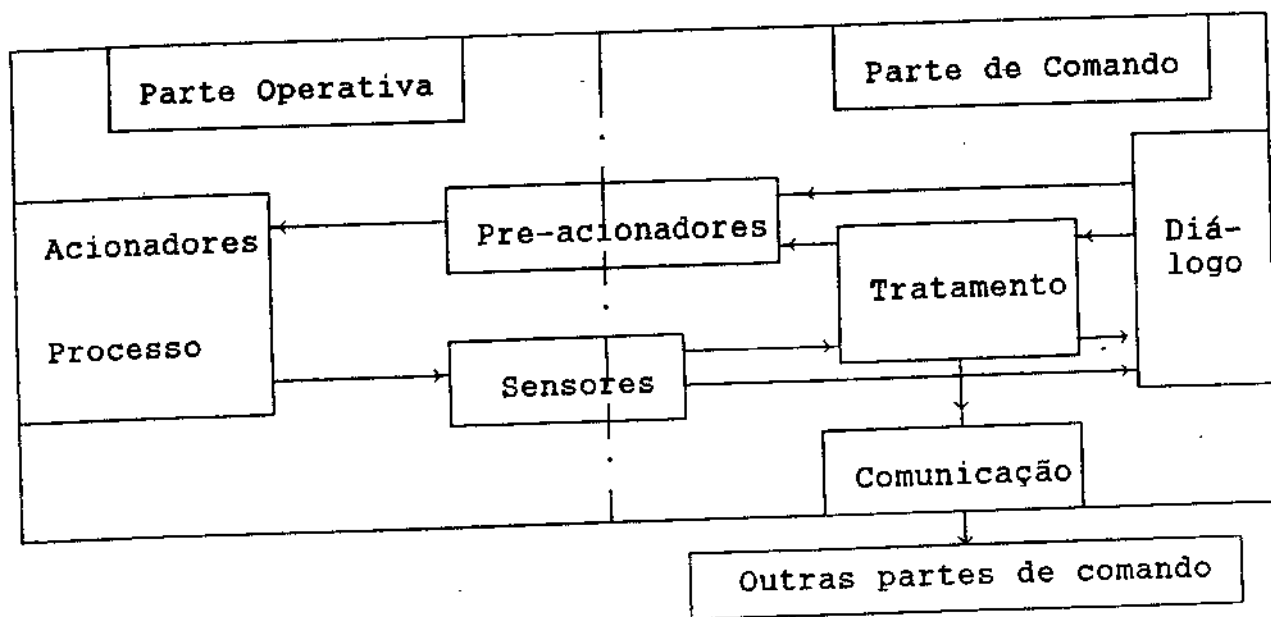 Parte Operativa
Parte de Comando
Pre-acionadores
Diá-
logo
Acionadores
Tratamento
Processo
Sensores
Comunicação
Outras partes de comando